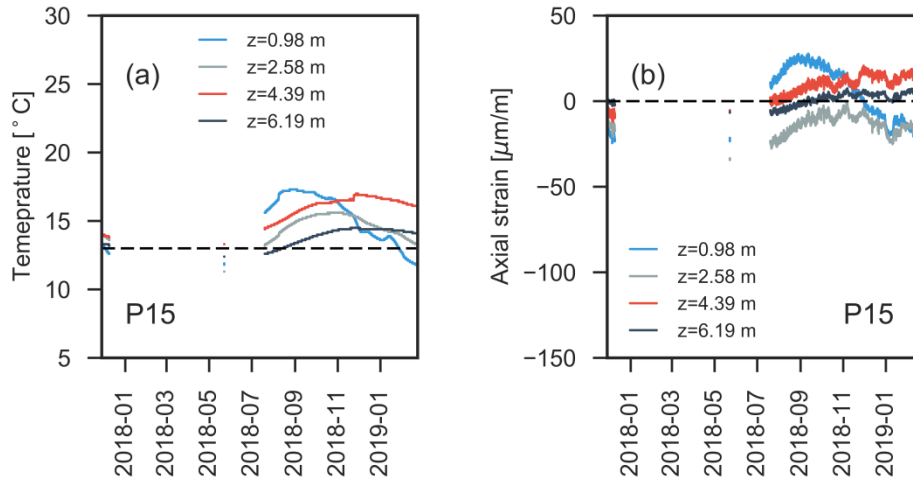 (a)
z=0.98 m
z=2.58 m
z=4.39 m
z=6.19 m
P15
Temeprature [ °C]
30
25
20
15
10
5
2018-01
2018-03
2018-05
2018-07
2018-09
2018-11
2019-01
(b)
z=0.98 m
z=2.58 m
z=4.39 m
z=6.19 m
P15
Axial strain [μm/m]
50
0
−50
−100
−150
2018-01
2018-03
2018-05
2018-07
2018-09
2018-11
2019-01